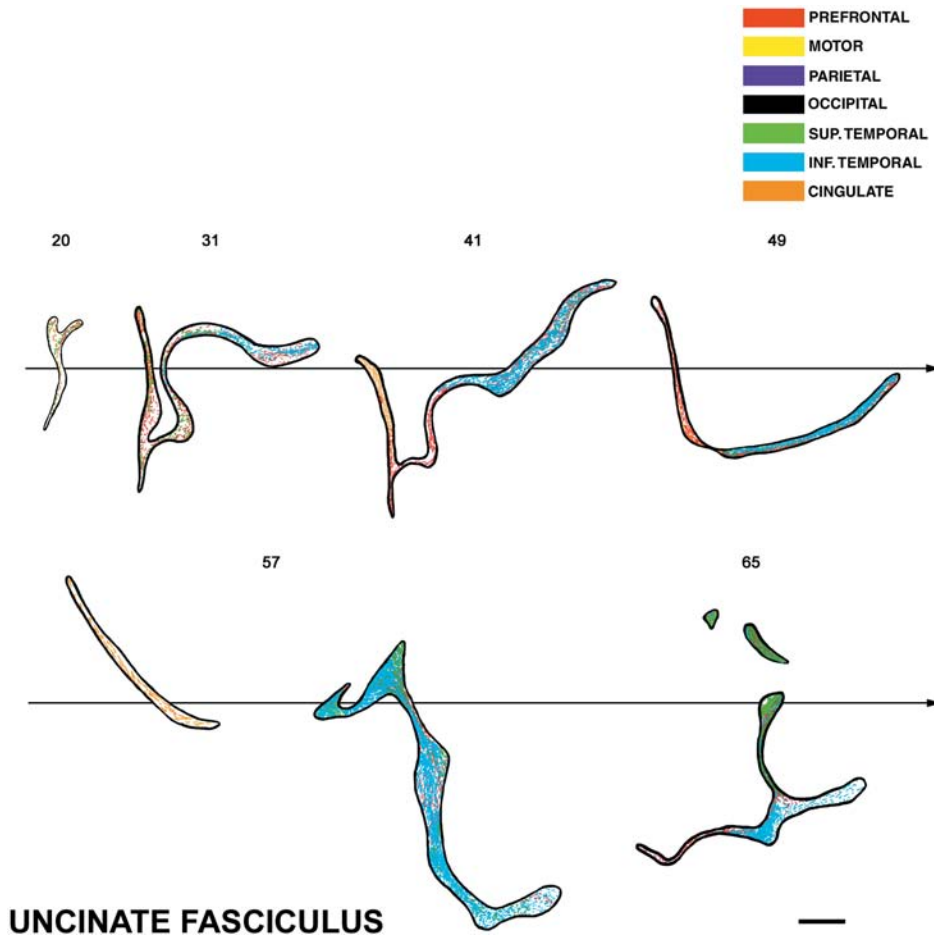 PREFRONTAL
MOTOR
PARIETAL
OCCIPITAL
SUP. TEMPORAL
INF. TEMPORAL
CINGULATE
20 31 41 49
57 65
UNCINATE FASCICULUS